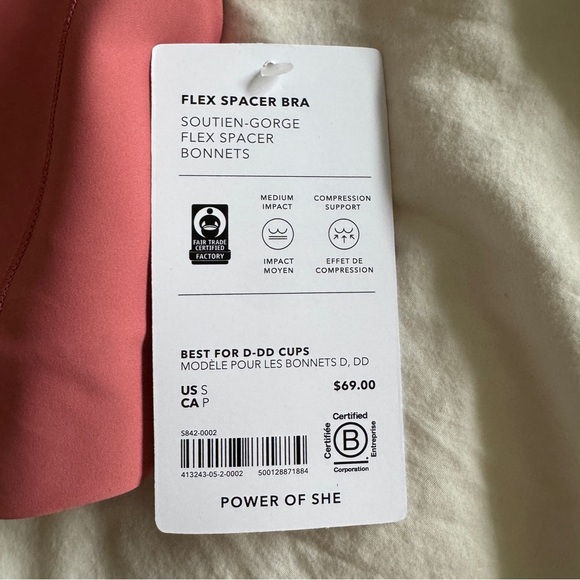 FLEX SPACER BRA
SOUTIEN-GORGE
FLEX SPACER
BONNETS
FAIR TRADE
CERTIFIED
FACTORY
MEDIUM
IMPACT
IMPACT
MOYEN
COMPRESSION
SUPPORT
EFFET DE
COMPRESSION
BEST FOR D-DD CUPS
MODÈLE POUR LES BONNETS D, DD
US S
CA P
$69.00
S842-0002
413243-05-2-0002 500128871884
Certified
Certifiée
B
Entreprise
Corporation
POWER OF SHE